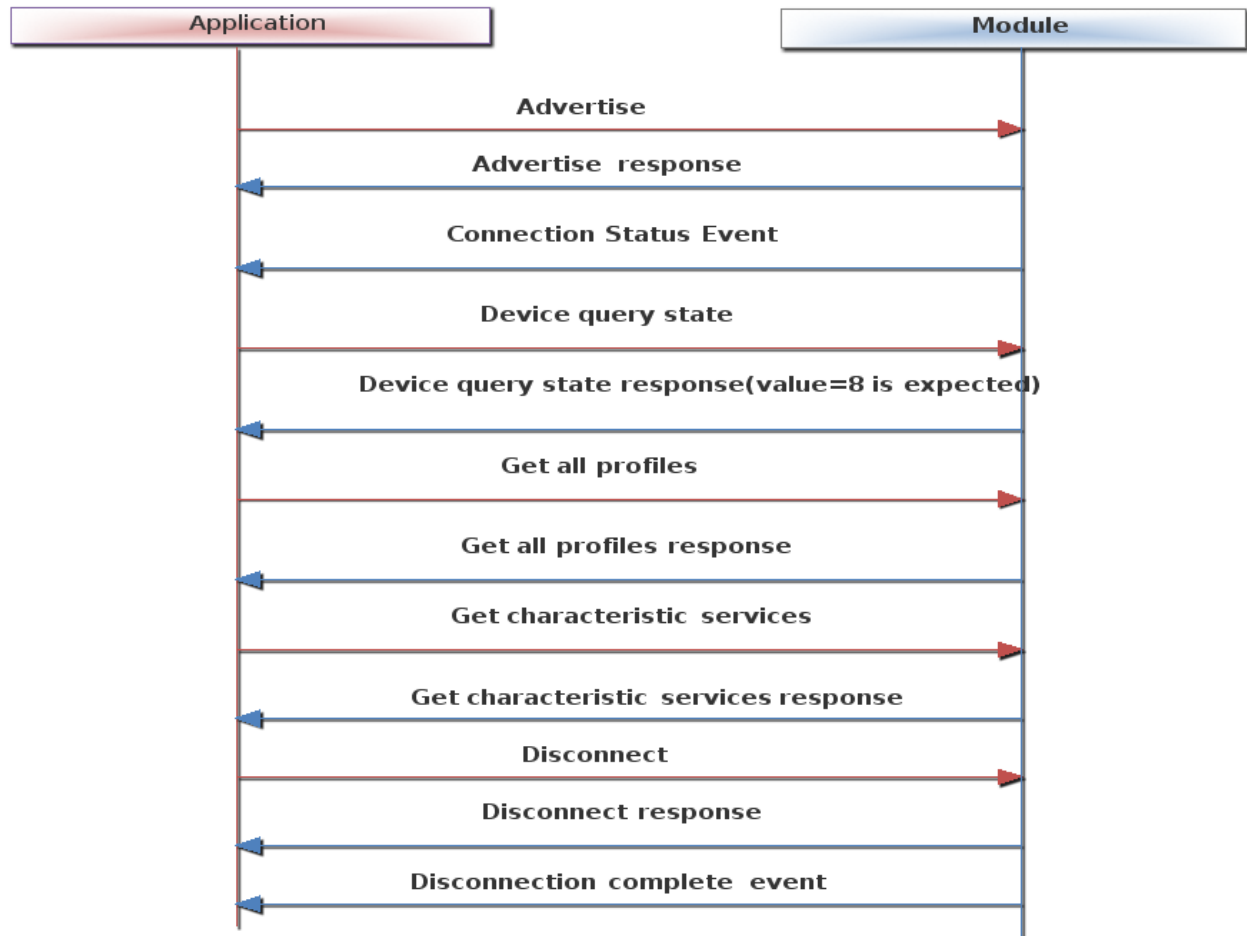 Application
Module
Advertise
Advertise response
Connection Status Event
Device query state
Device query state response(value=8 is expected)
Get all profiles
Get all profiles response
Get characteristic services
Get characteristic services response
Disconnect
Disconnect response
Disconnection complete event